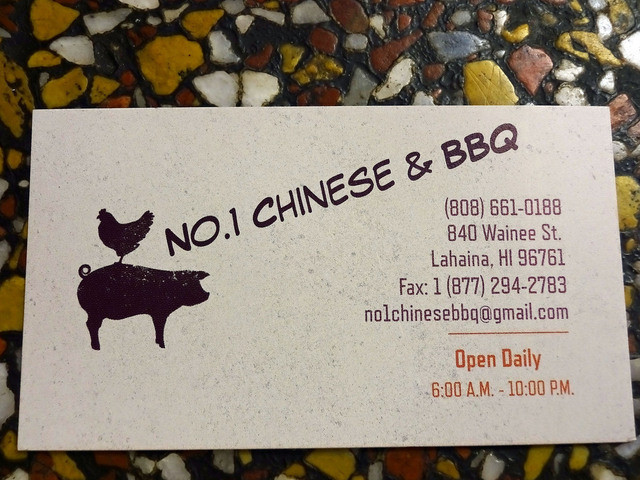 NO.1 CHINESE & BBQ
(808) 661-0188
840 Wainee St.
Lahaina, HI 96761
Fax: 1 (877) 294-2783
no1chinesebbq@gmail.com
Open Daily
6:00 A.M. - 10:00 P.M.